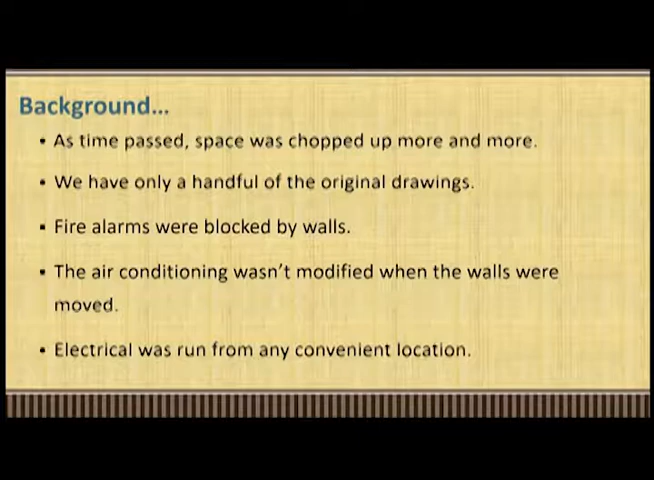 Background...
▪ As time passed, space was chopped up more and more.
▪ We have only a handful of the original drawings.
▪ Fire alarms were blocked by walls.
▪ The air conditioning wasn't modified when the walls were
moved.
▪ Electrical was run from any convenient location.